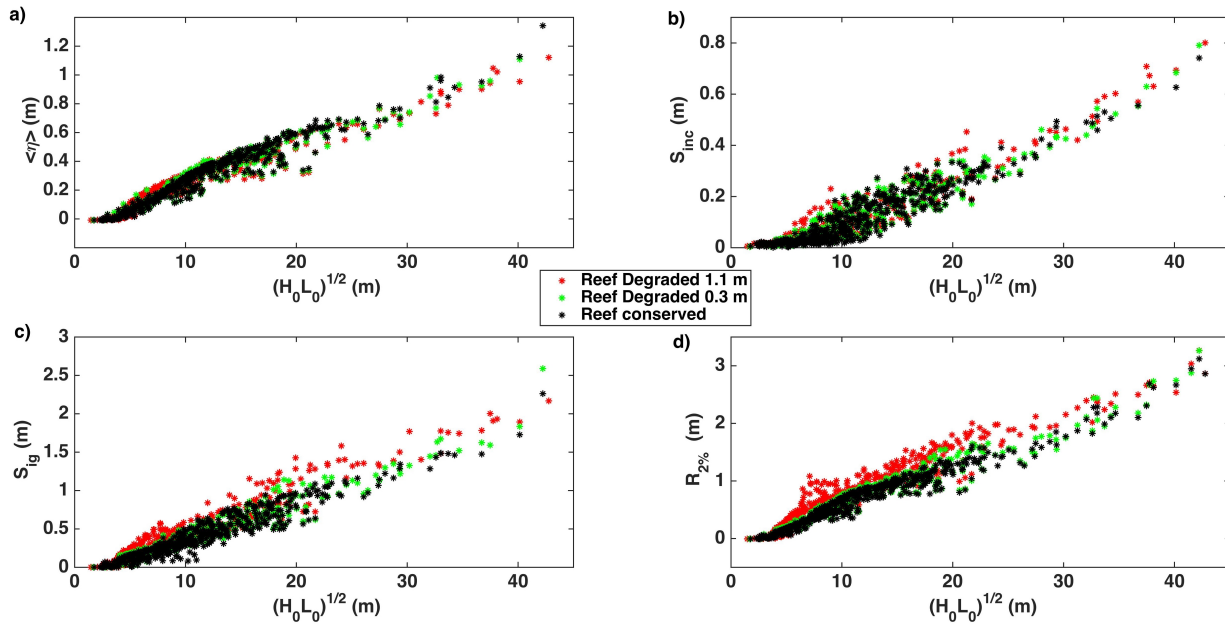 a)
1.2
1
0.8
0.6
0.4
0.2
0
<η> (m)
0 10 20 30 40
(H₀L₀)^1/2 (m)
b)
0.8
0.6
0.4
0.2
0
S_inc (m)
0 10 20 30 40
(H₀L₀)^1/2 (m)
Reef Degraded 1.1 m
Reef Degraded 0.3 m
Reef conserved
c)
3
2.5
2
1.5
1
0.5
0
S_ig (m)
0 10 20 30 40
(H₀L₀)^1/2 (m)
d)
3
2
1
0
R_2% (m)
0 10 20 30 40
(H₀L₀)^1/2 (m)